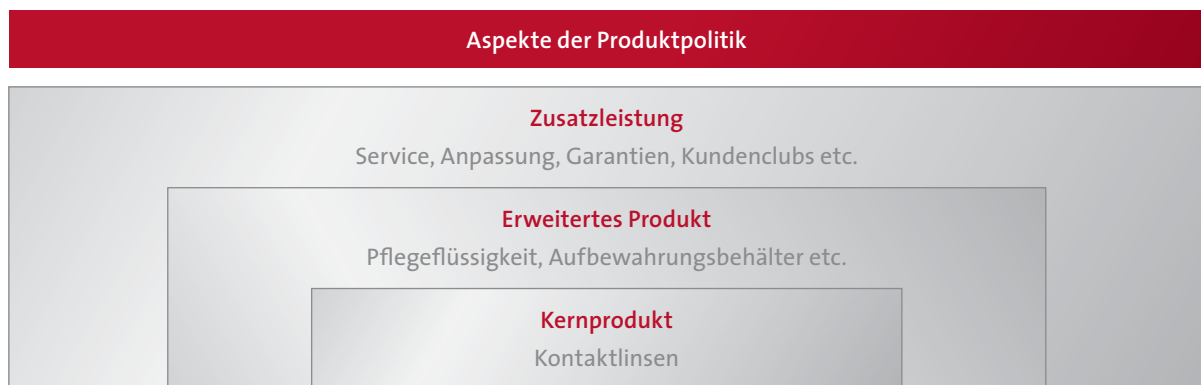 Aspekte der Produktpolitik
Zusatzleistung
Service, Anpassung, Garantien, Kundenclubs etc.
Erweitertes Produkt
Pflegeflüssigkeit, Aufbewahrungsbehälter etc.
Kernprodukt
Kontaktlinsen